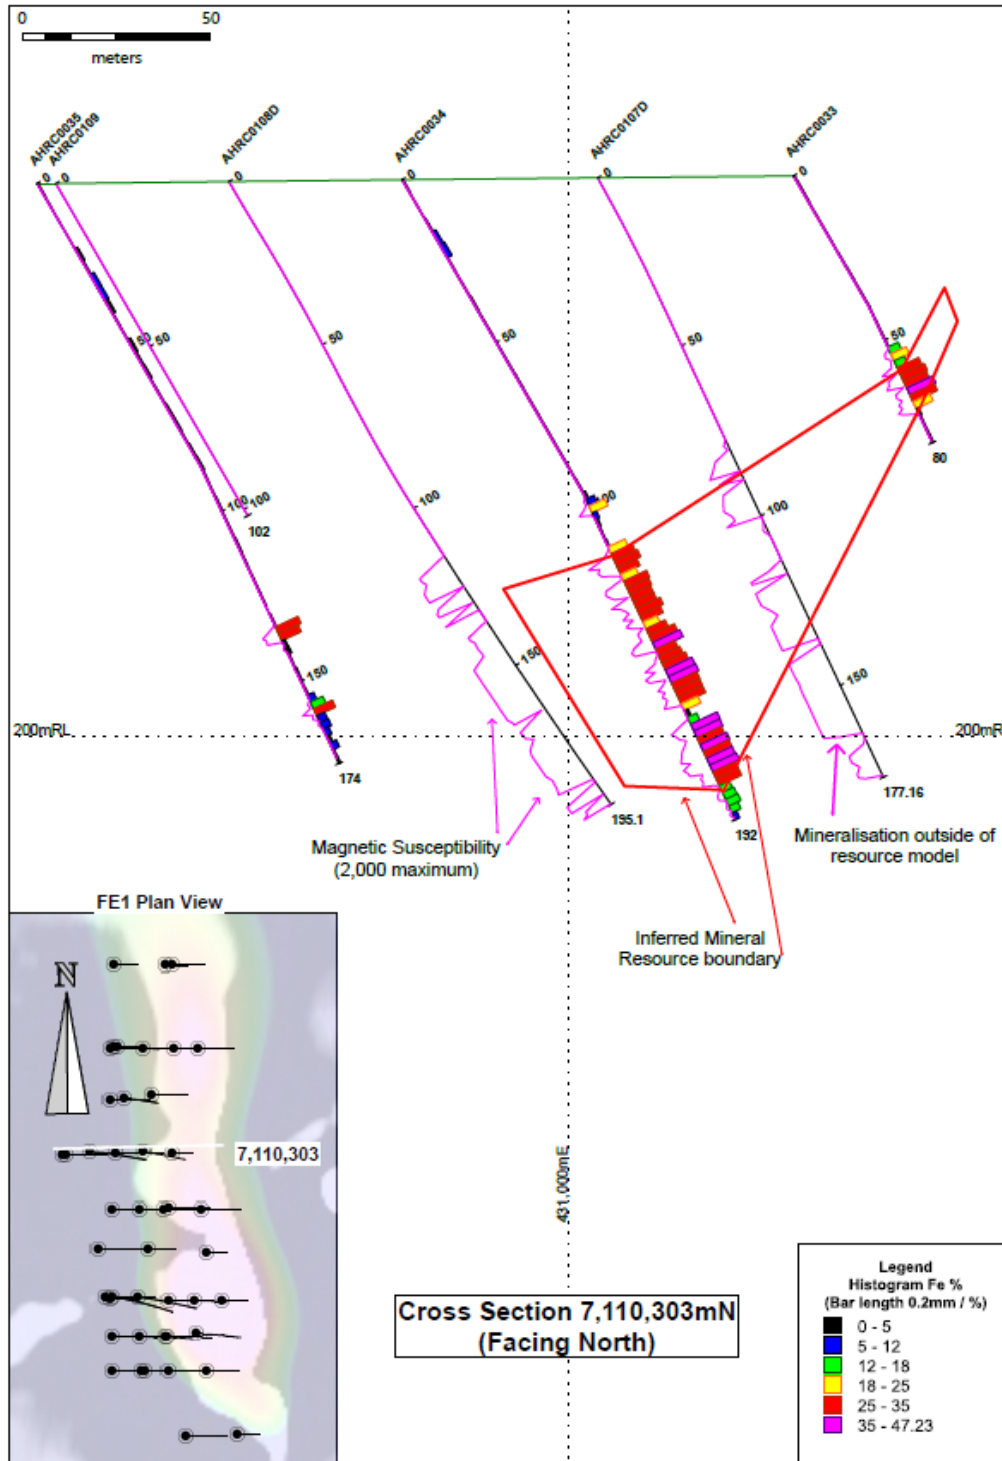 0 50
meters
AHRC0035
AHRC0109
AHRC0108D
AHRC0034
AHRC0107D
AHRC0033
0 0 0 0 0 0
50 50 50 50 50 50
80
100 100 100 100 100
102
150 150 150
200mRL 200mR
174
195.1
192
177.16
Magnetic Susceptibility
(2,000 maximum)
Mineralisation outside of
resource model
Inferred Mineral
Resource boundary
FE1 Plan View
N
7,110,303
431,000mE
Cross Section 7,110,303mN
(Facing North)
Legend
Histogram Fe %
(Bar length 0.2mm / %)
0 - 5
5 - 12
12 - 18
18 - 25
25 - 35
35 - 47.23